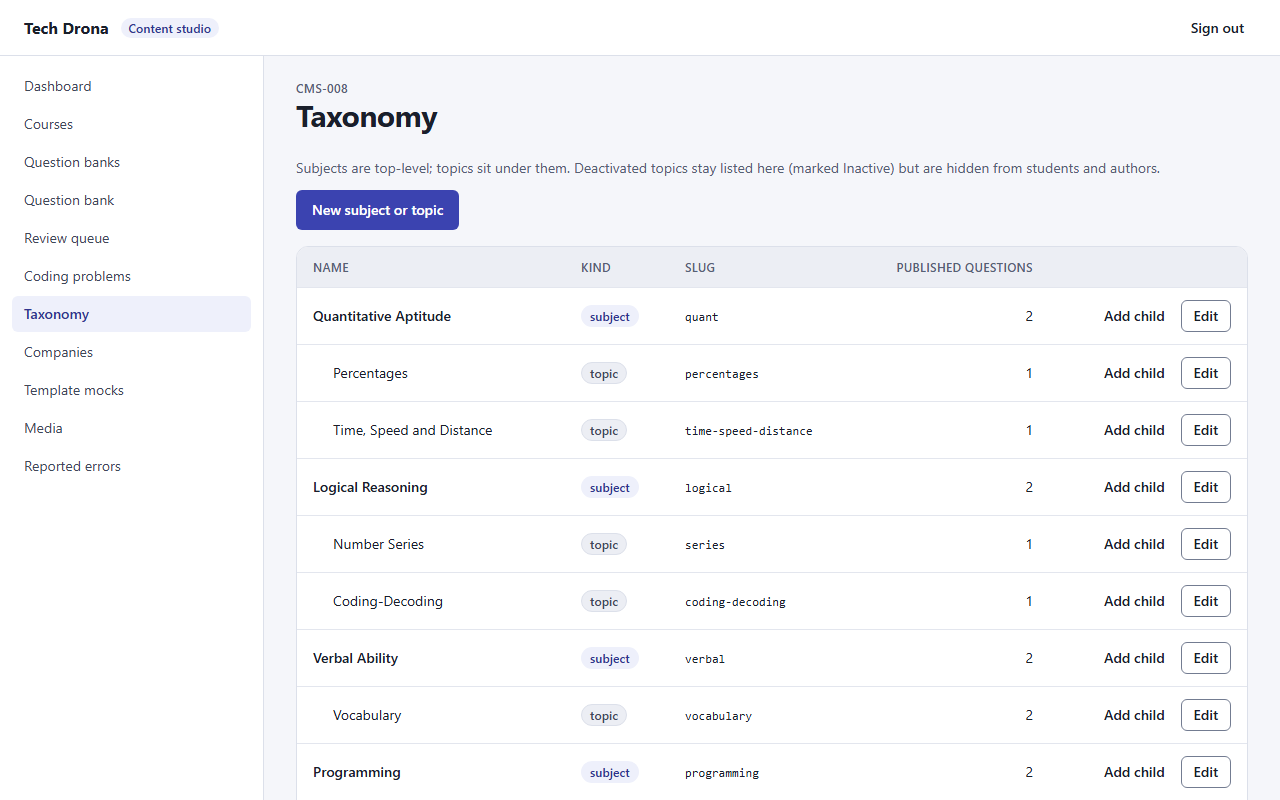 Tech Drona Content studio Sign out
Dashboard
Courses
Question banks
Question bank
Review queue
Coding problems
Taxonomy
Companies
Template mocks
Media
Reported errors
CMS-008
Taxonomy
Subjects are top-level; topics sit under them. Deactivated topics stay listed here (marked Inactive) but are hidden from students and authors.
New subject or topic
NAME KIND SLUG PUBLISHED QUESTIONS
Quantitative Aptitude subject quant 2 Add child Edit
Percentages topic percentages 1 Add child Edit
Time, Speed and Distance topic time-speed-distance 1 Add child Edit
Logical Reasoning subject logical 2 Add child Edit
Number Series topic series 1 Add child Edit
Coding-Decoding topic coding-decoding 1 Add child Edit
Verbal Ability subject verbal 2 Add child Edit
Vocabulary topic vocabulary 2 Add child Edit
Programming subject programming 2 Add child Edit